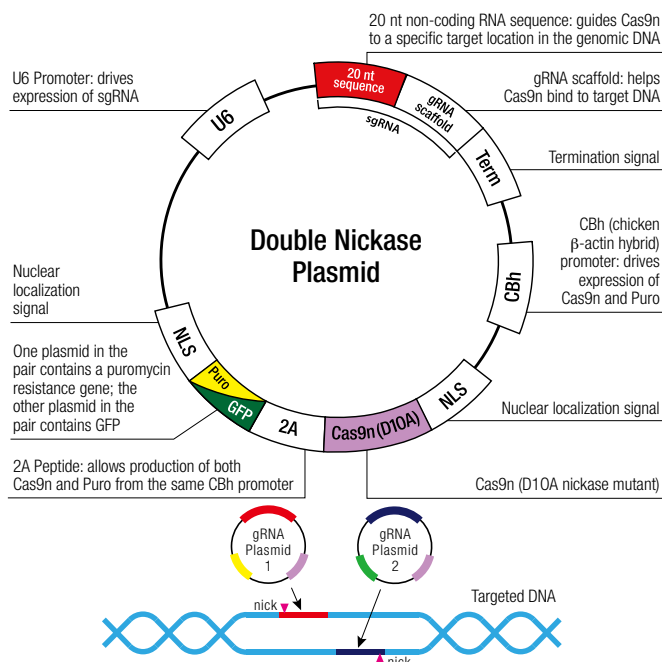 20 nt non-coding RNA sequence: guides Cas9n
to a specific target location in the genomic DNA
U6 Promoter: drives
expression of sgRNA
gRNA scaffold: helps
Cas9n bind to target DNA
20 nt
sequence
gRNA
scaffold
sgRNA
U6
Term
Termination signal
Double Nickase
Plasmid
CBh (chicken
β-actin hybrid)
promoter: drives
expression of
Cas9n and Puro
CBh
Nuclear
localization
signal
NLS
Puro
GFP
2A
Cas9n (D10A)
NLS
One plasmid in the
pair contains a puromycin
resistance gene; the
other plasmid in the
pair contains GFP
Nuclear localization signal
2A Peptide: allows production of both
Cas9n and Puro from the same CBh promoter
Cas9n (D10A nickase mutant)
gRNA
Plasmid
1
gRNA
Plasmid
2
Targeted DNA
nick
nick